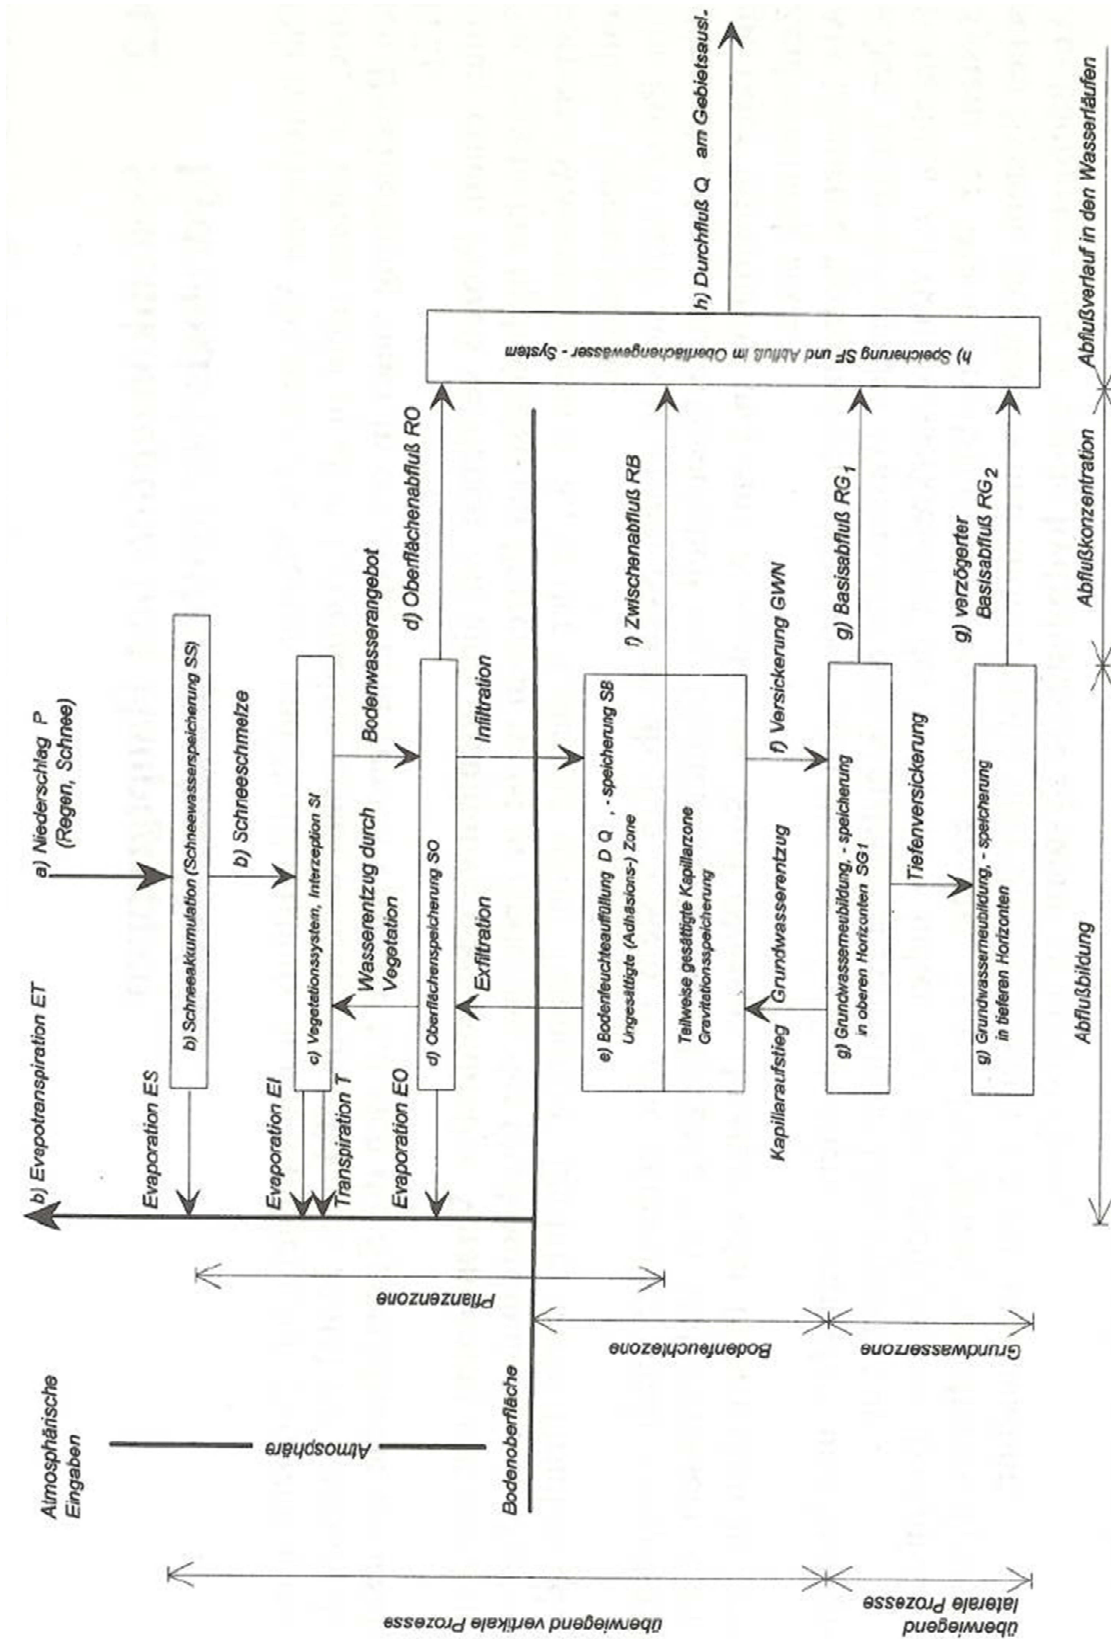 Atmosphärische
Eingaben
b) Evapotranspiration ET
a) Niederschlag P
(Regen, Schnee)
Evaporation ES
b) Schneeakkumulation (Schneewasserspeicherung SS)
b) Schneeschmelze
Evaporation EI
Transpiration T
c) Vegetationssystem, Interzeption SI
Wasserentzug durch
Vegetation
Bodenwasserangebot
Evaporation EO
d) Oberflächenspeicherung SO
d) Oberflächenabfluß RO
Exfiltration
Infiltration
Atmosphäre
Bodenoberfläche
Pflanzenzone
Bodenfeuchtezone
Grundwasserzone
e) Bodenfeuchteauffüllung D Q , - speicherung SB
Ungesättigte (Adhäsions-) Zone
Teilweise gesättigte Kapillarzone
Gravitationsspeicherung
f) Zwischenabfluß RB
Kapillaraufstieg Grundwasserentzug
f) Versickerung GWN
g) Grundwasserneubildung, - speicherung
in oberen Horizonten SG1
g) Basisabfluß RG1
Tiefenversickerung
g) Grundwasserneubildung, - speicherung
in tieferen Horizonten
g) verzögerter
Basisabfluß RG2
h) Speicherung SF und Abfluß im Oberflächengewässer - System
h) Durchfluß Q am Gebietsausl.
überwiegend vertikale Prozesse
überwiegend
laterale Prozesse
Abflußbildung
Abflußkonzentration
Abflußverlauf in den Wasserläufen